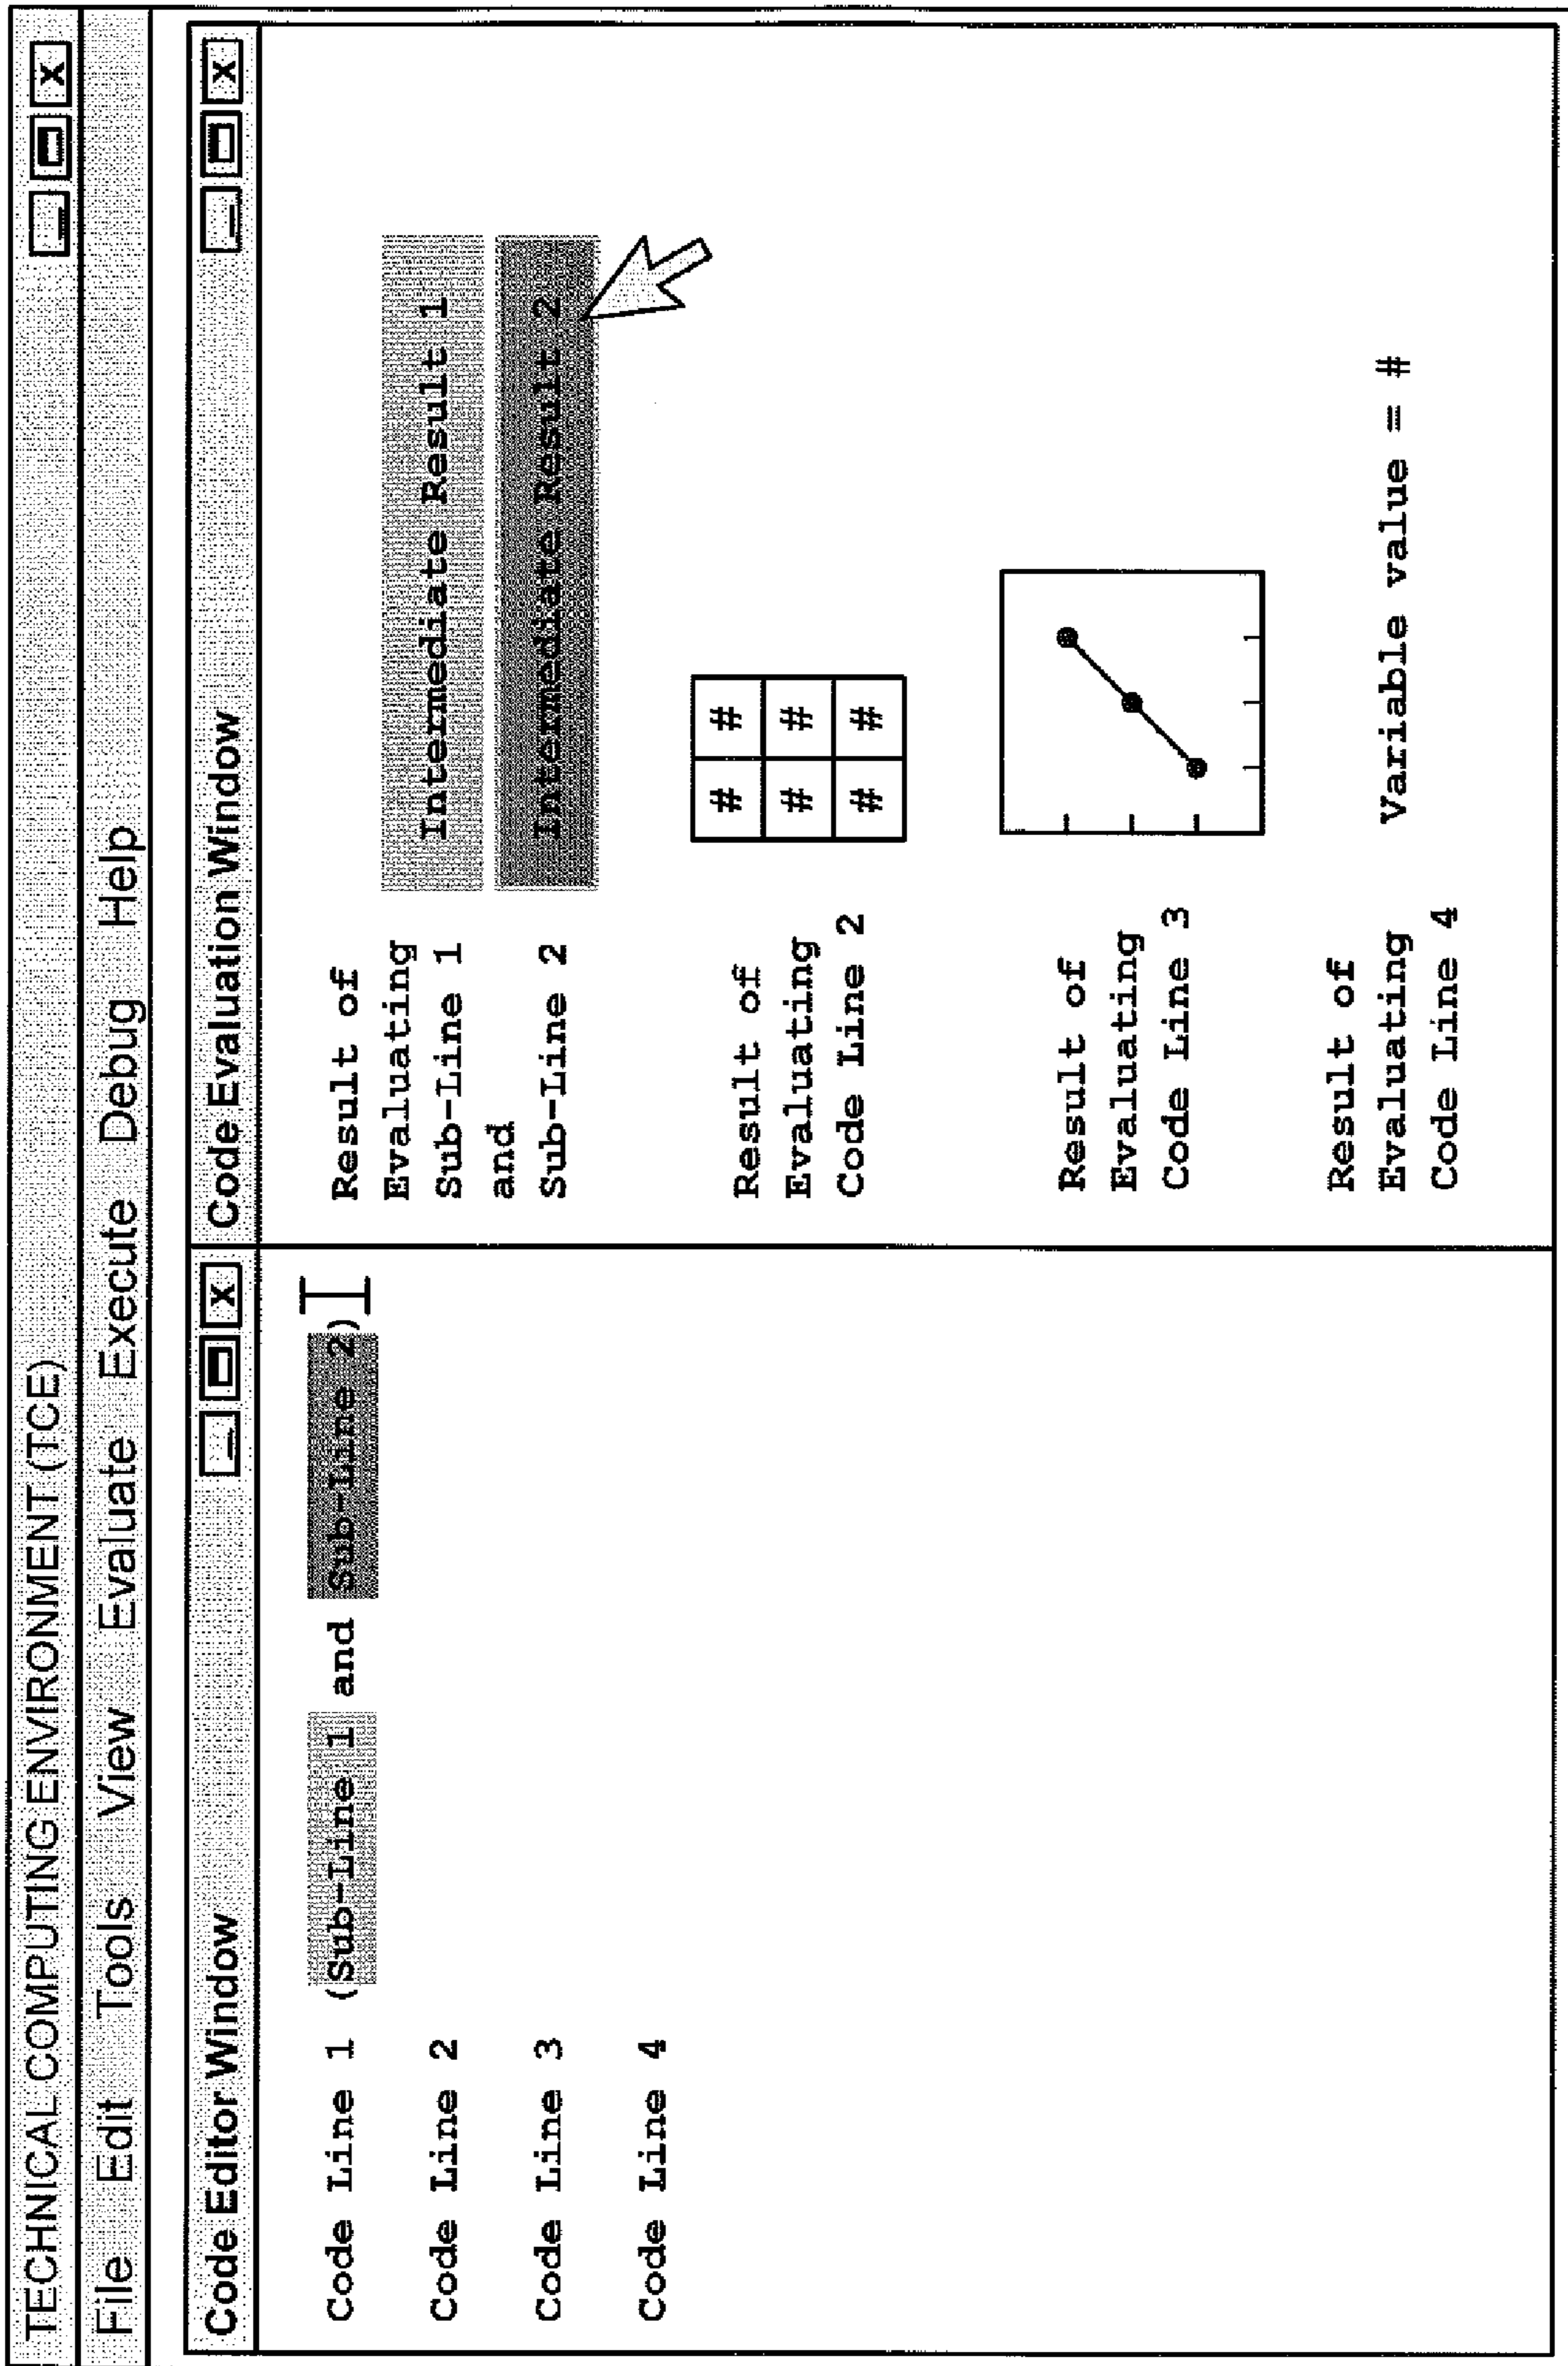 TECHNICAL COMPUTING ENVIRONMENT (TCE)
File Edit Tools View Evaluate Execute Debug Help
Code Editor Window
Code Line 1 (Sub-Line 1 and Sub-Line 2)
Code Line 2
Code Line 3
Code Line 4
Code Evaluation Window
Result of
Evaluating
Sub-Line 1
and
Sub-Line 2
Intermediate Result 1
Intermediate Result 2
Result of
Evaluating
Code Line 2
# #
# #
# #
Result of
Evaluating
Code Line 3
Result of
Evaluating
Code Line 4
Variable value = #